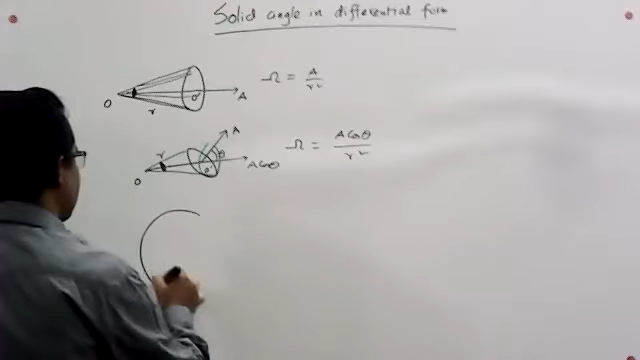 Solid angle in differential form
O r O' A Ω = A/r²
O r O' θ A A Cosθ Ω = A Cosθ/r²